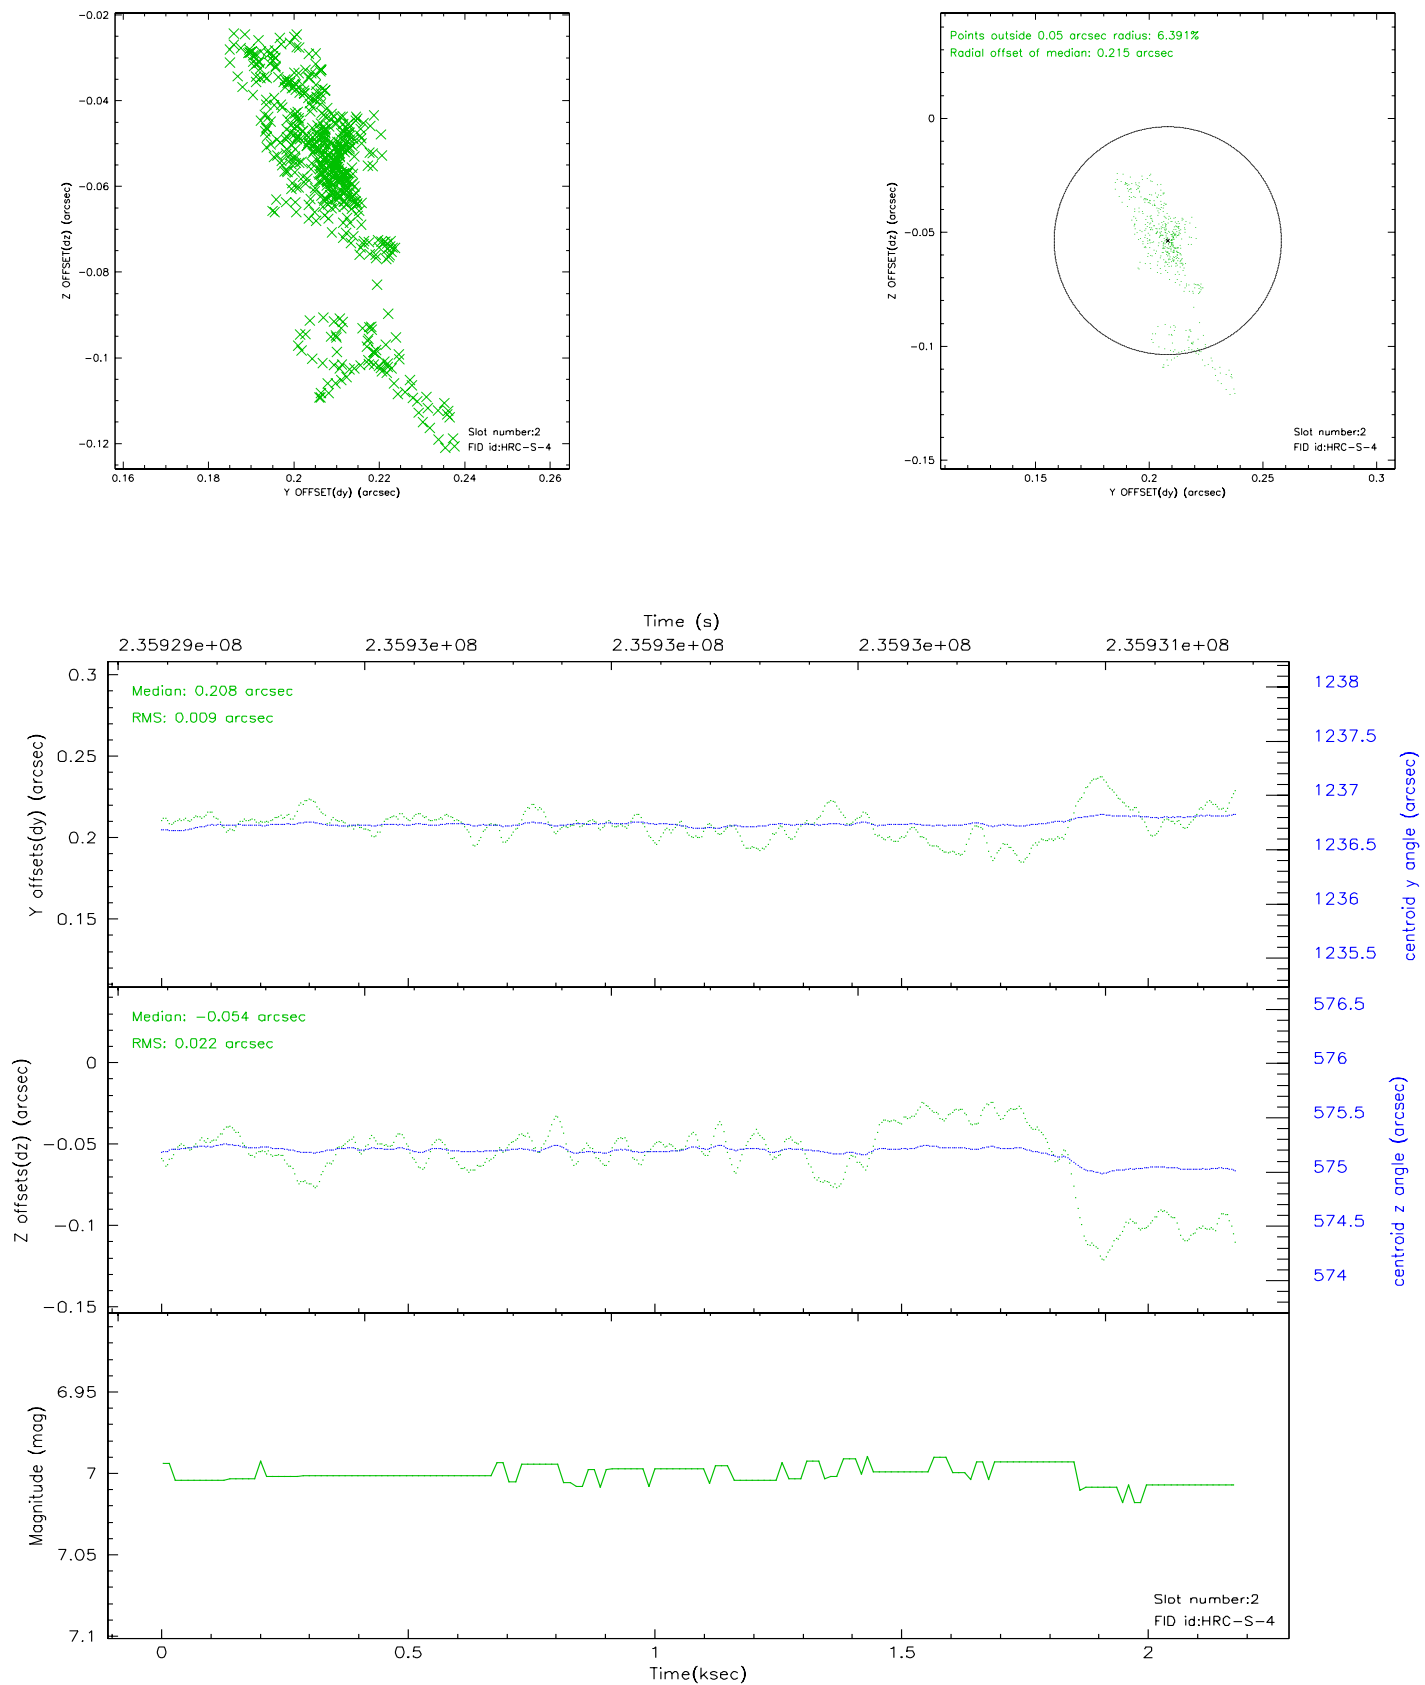 -0.02
-0.04
-0.06
-0.08
-0.1
-0.12
Z OFFSET(dz) (arcsec)
0.16
0.18
0.2
0.22
0.24
0.26
Y OFFSET(dy) (arcsec)
Slot number:2
FID id:HRC-S-4
Points outside 0.05 arcsec radius: 6.391%
Radial offset of median: 0.215 arcsec
0
-0.05
-0.1
-0.15
Z OFFSET(dz) (arcsec)
0.15
0.2
0.25
0.3
Y OFFSET(dy) (arcsec)
Slot number:2
FID id:HRC-S-4
Time (s)
2.35929e+08 2.3593e+08 2.3593e+08 2.3593e+08 2.35931e+08
Median: 0.208 arcsec
RMS: 0.009 arcsec
0.3
0.25
0.2
0.15
Y offsets(dy) (arcsec)
1238
1237.5
1237
1236.5
1236
1235.5
centroid y angle (arcsec)
Median: -0.054 arcsec
RMS: 0.022 arcsec
0
-0.05
-0.1
-0.15
Z offsets(dz) (arcsec)
576.5
576
575.5
575
574.5
574
centroid z angle (arcsec)
6.95
7
7.05
7.1
Magnitude (mag)
Slot number:2
FID id:HRC-S-4
0 0.5 1 1.5 2
Time(ksec)